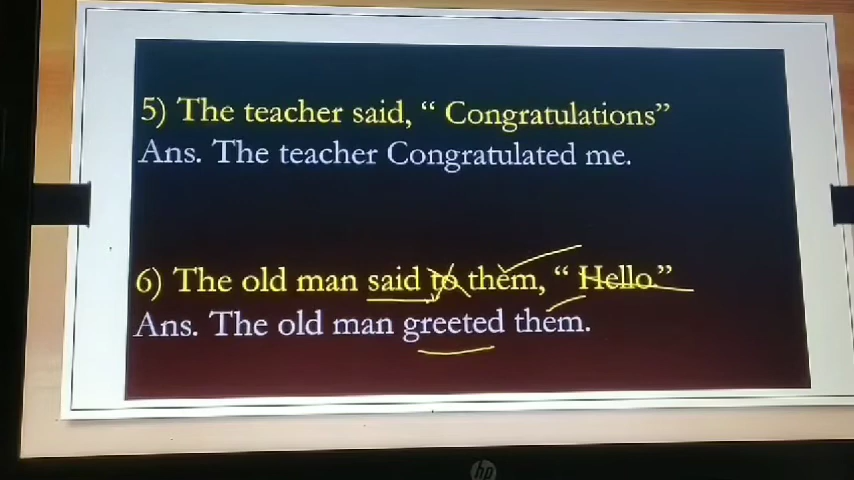 5) The teacher said, “ Congratulations”
Ans. The teacher Congratulated me.
6) The old man said to them, “ Hello.”
Ans. The old man greeted them.
hp